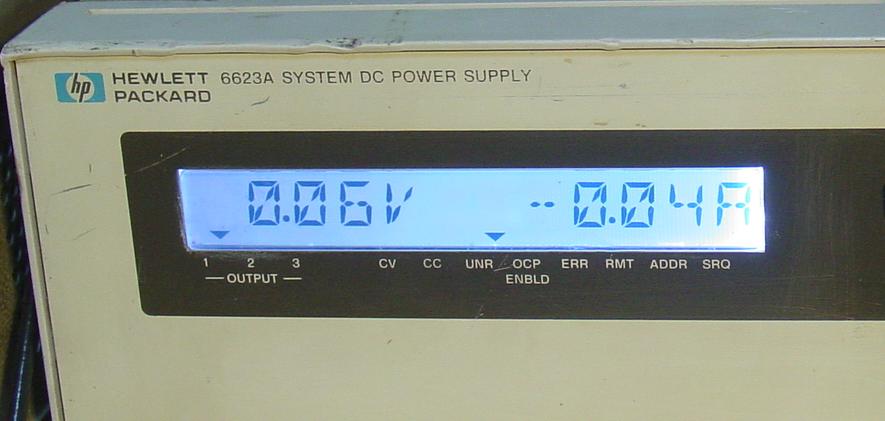 hp HEWLETT PACKARD 6623A SYSTEM DC POWER SUPPLY
0.06V -0.04A
1 2 3 CV CC UNR OCP ERR RMT ADDR SRQ
OUTPUT ENBLD